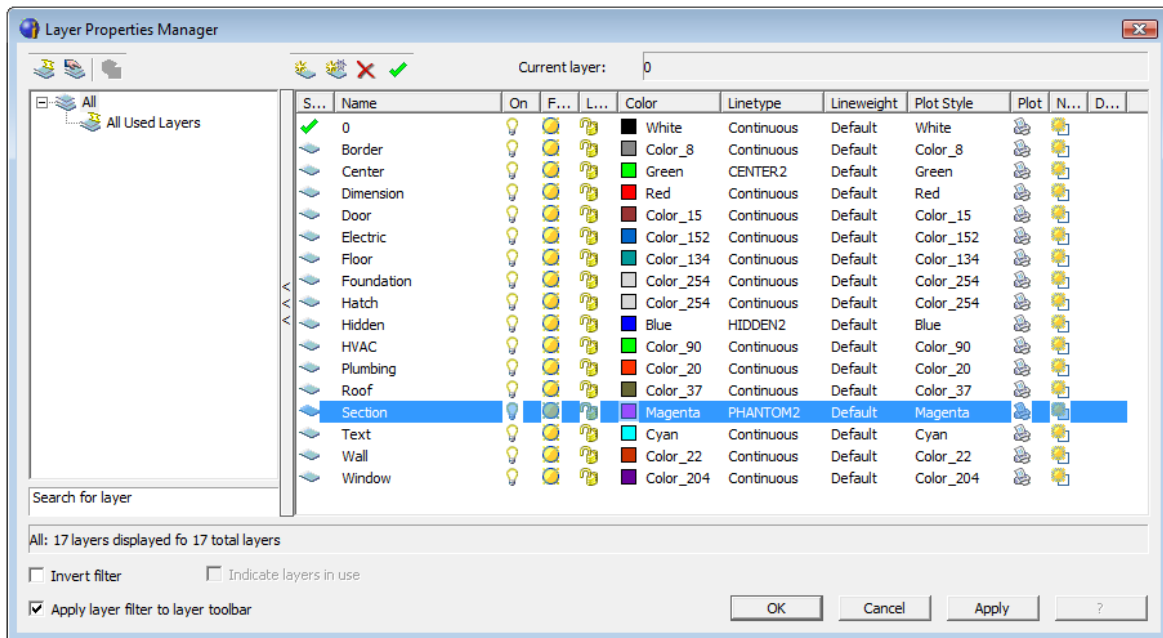 Layer Properties Manager
Current layer: 0
All
All Used Layers
S... Name On F... L... Color Linetype Lineweight Plot Style Plot N... D...
0 White Continuous Default White
Border Color_8 Continuous Default Color_8
Center Green CENTER2 Default Green
Dimension Red Continuous Default Red
Door Color_15 Continuous Default Color_15
Electric Color_152 Continuous Default Color_152
Floor Color_134 Continuous Default Color_134
Foundation Color_254 Continuous Default Color_254
Hatch Color_254 Continuous Default Color_254
Hidden Blue HIDDEN2 Default Blue
HVAC Color_90 Continuous Default Color_90
Plumbing Color_20 Continuous Default Color_20
Roof Color_37 Continuous Default Color_37
Section Magenta PHANTOM2 Default Magenta
Text Cyan Continuous Default Cyan
Wall Color_22 Continuous Default Color_22
Window Color_204 Continuous Default Color_204
<
<
<
Search for layer
All: 17 layers displayed fo 17 total layers
Invert filter Indicate layers in use
Apply layer filter to layer toolbar
OK Cancel Apply ?